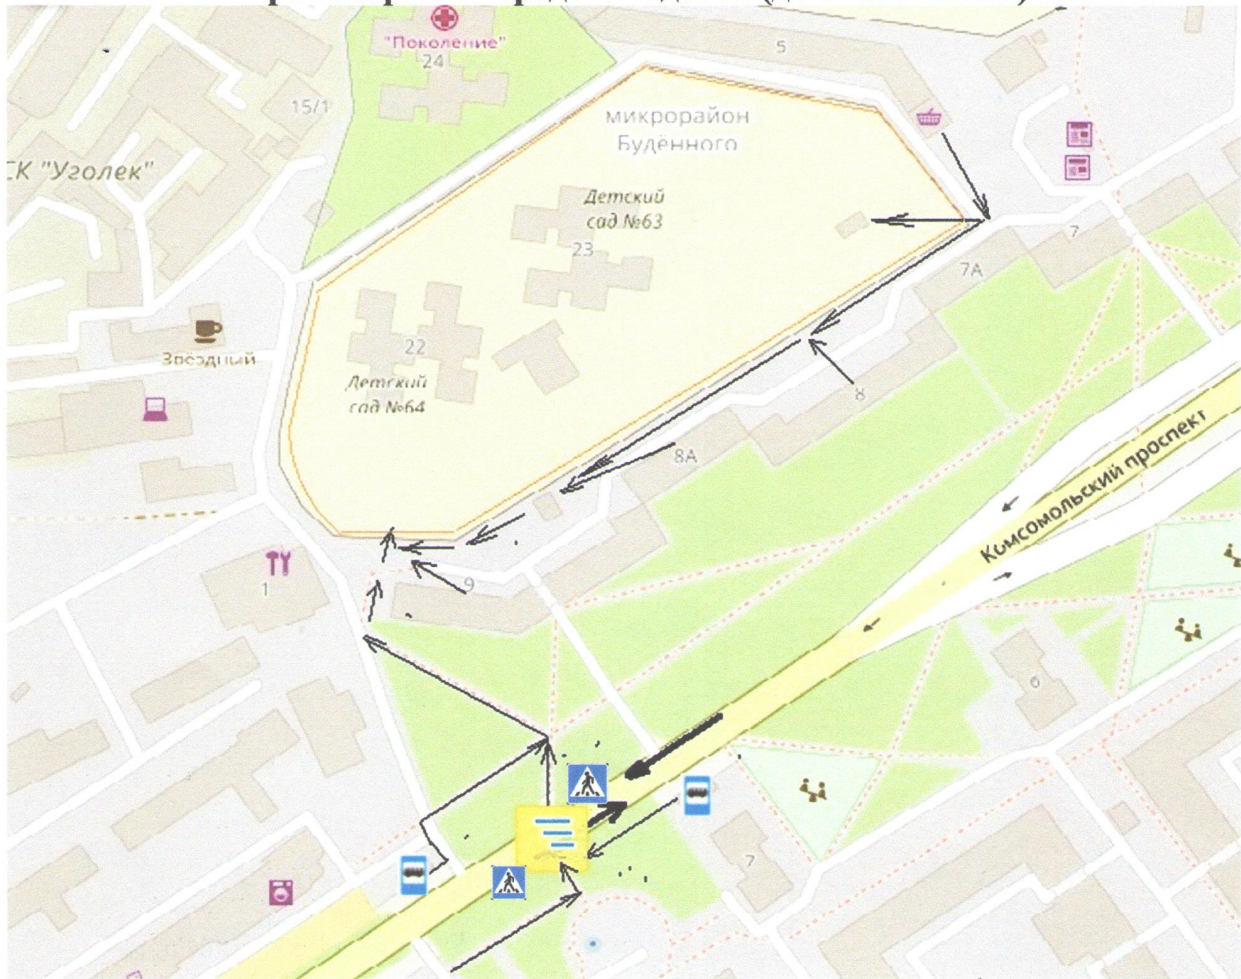 "Поколение"
24
5
15/1
микрорайон
Будённого
СК "Уголек"
Детский
сад №63
23
7
7А
Звёздный
22
Детский
сад №64
8
8А
Комсомольский проспект
1
9
6
7